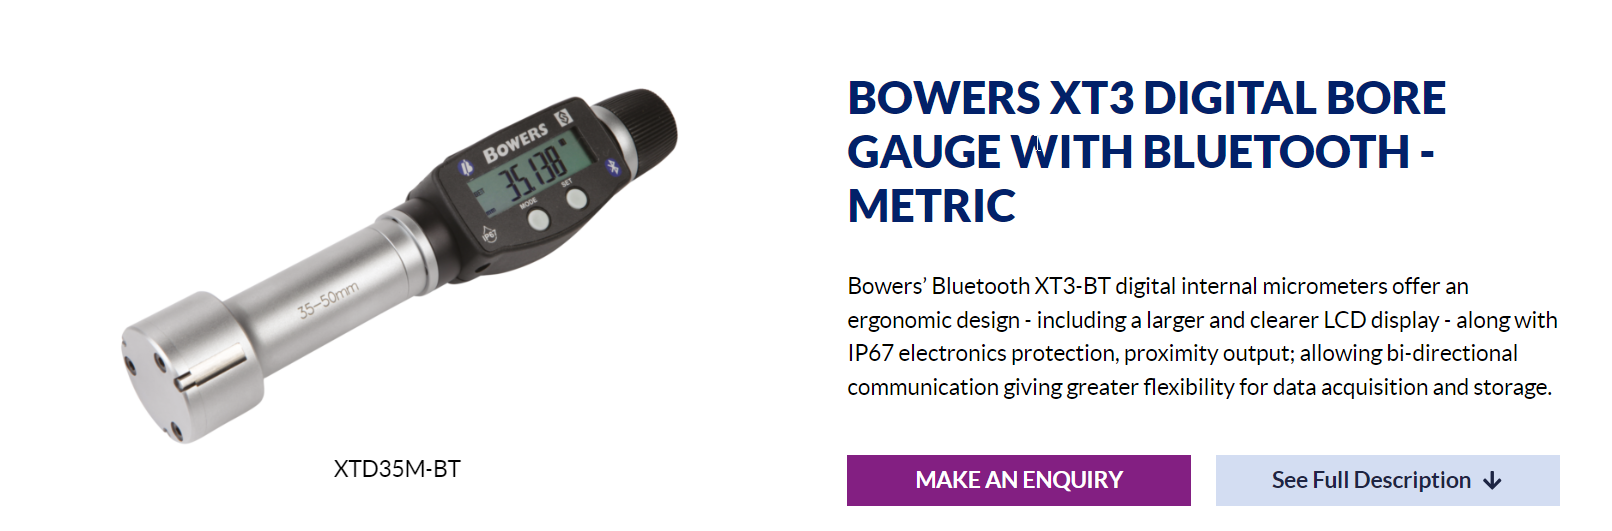 BOWERS
35.138
MODE
SET
IP67
35-50mm
XTD35M-BT
BOWERS XT3 DIGITAL BORE
GAUGE WITH BLUETOOTH -
METRIC
Bowers’ Bluetooth XT3-BT digital internal micrometers offer an
ergonomic design - including a larger and clearer LCD display - along with
IP67 electronics protection, proximity output; allowing bi-directional
communication giving greater flexibility for data acquisition and storage.
MAKE AN ENQUIRY
See Full Description